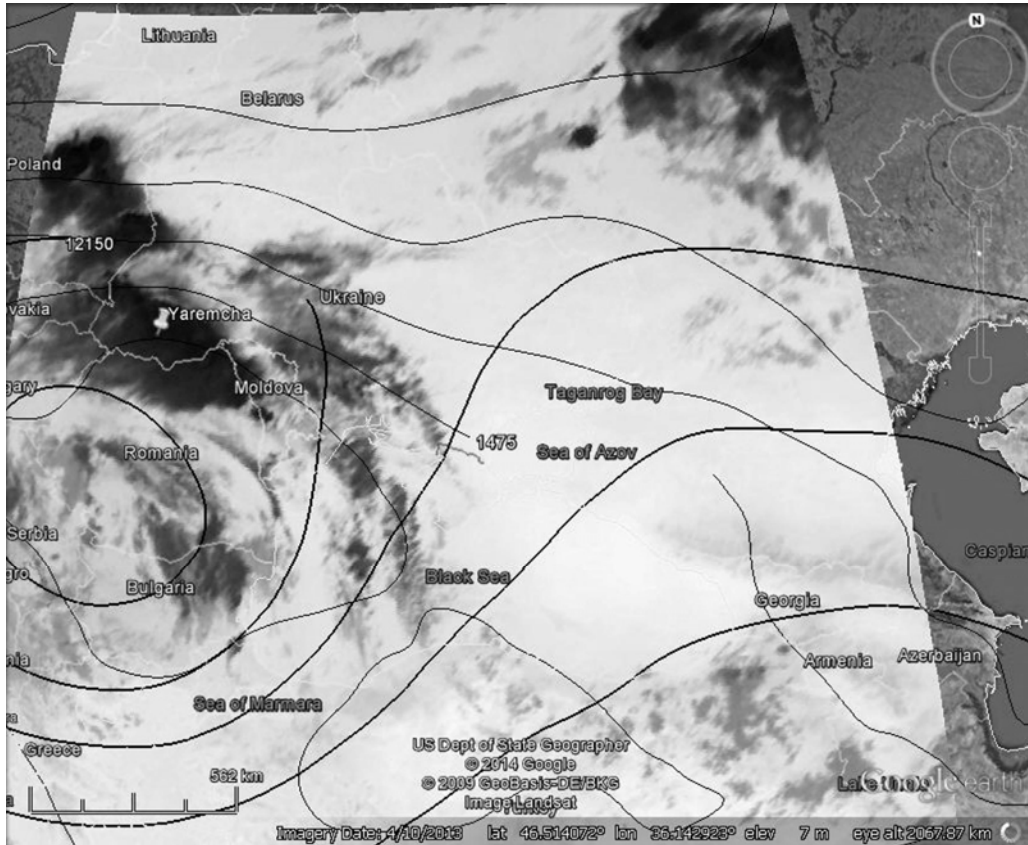 N
Lithuania
Belarus
Poland
12150
Ukraine
vakia
Yaremcha
gary
Moldova
Taganrog Bay
1475
Romania
Sea of Azov
Serbia
Caspian
gro
Black Sea
Bulgaria
Georgia
nia
Armenia
Azerbaijan
Sea of Marmara
Greece
US Dept of State Geographer
© 2014 Google
562 km
© 2009 GeoBasis-DE/BKG
Google earth
Image Landsat
Turkey
Imagery Date: 4/10/2013 lat 46.514072° lon 36.142923° elev 7 m eye alt 2067.87 km